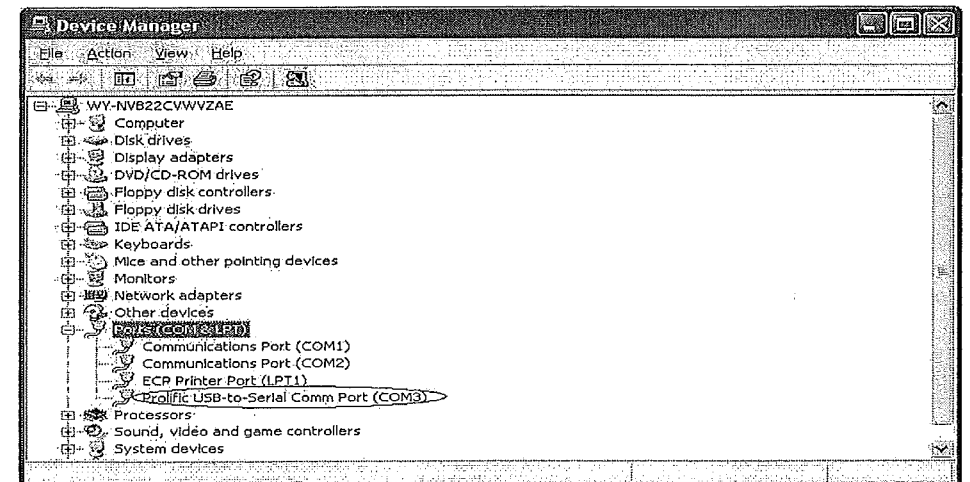 Device Manager
File Action View Help
WY-NVB22CVWVZAE
Computer
Disk drives
Display adapters
DVD/CD-ROM drives
Floppy disk controllers
Floppy disk drives
IDE ATA/ATAPI controllers
Keyboards
Mice and other pointing devices
Monitors
Network adapters
Other devices
Ports (COM & LPT)
Communications Port (COM1)
Communications Port (COM2)
ECP Printer Port (LPT1)
Prolific USB-to-Serial Comm Port (COM3)
Processors
Sound, video and game controllers
System devices